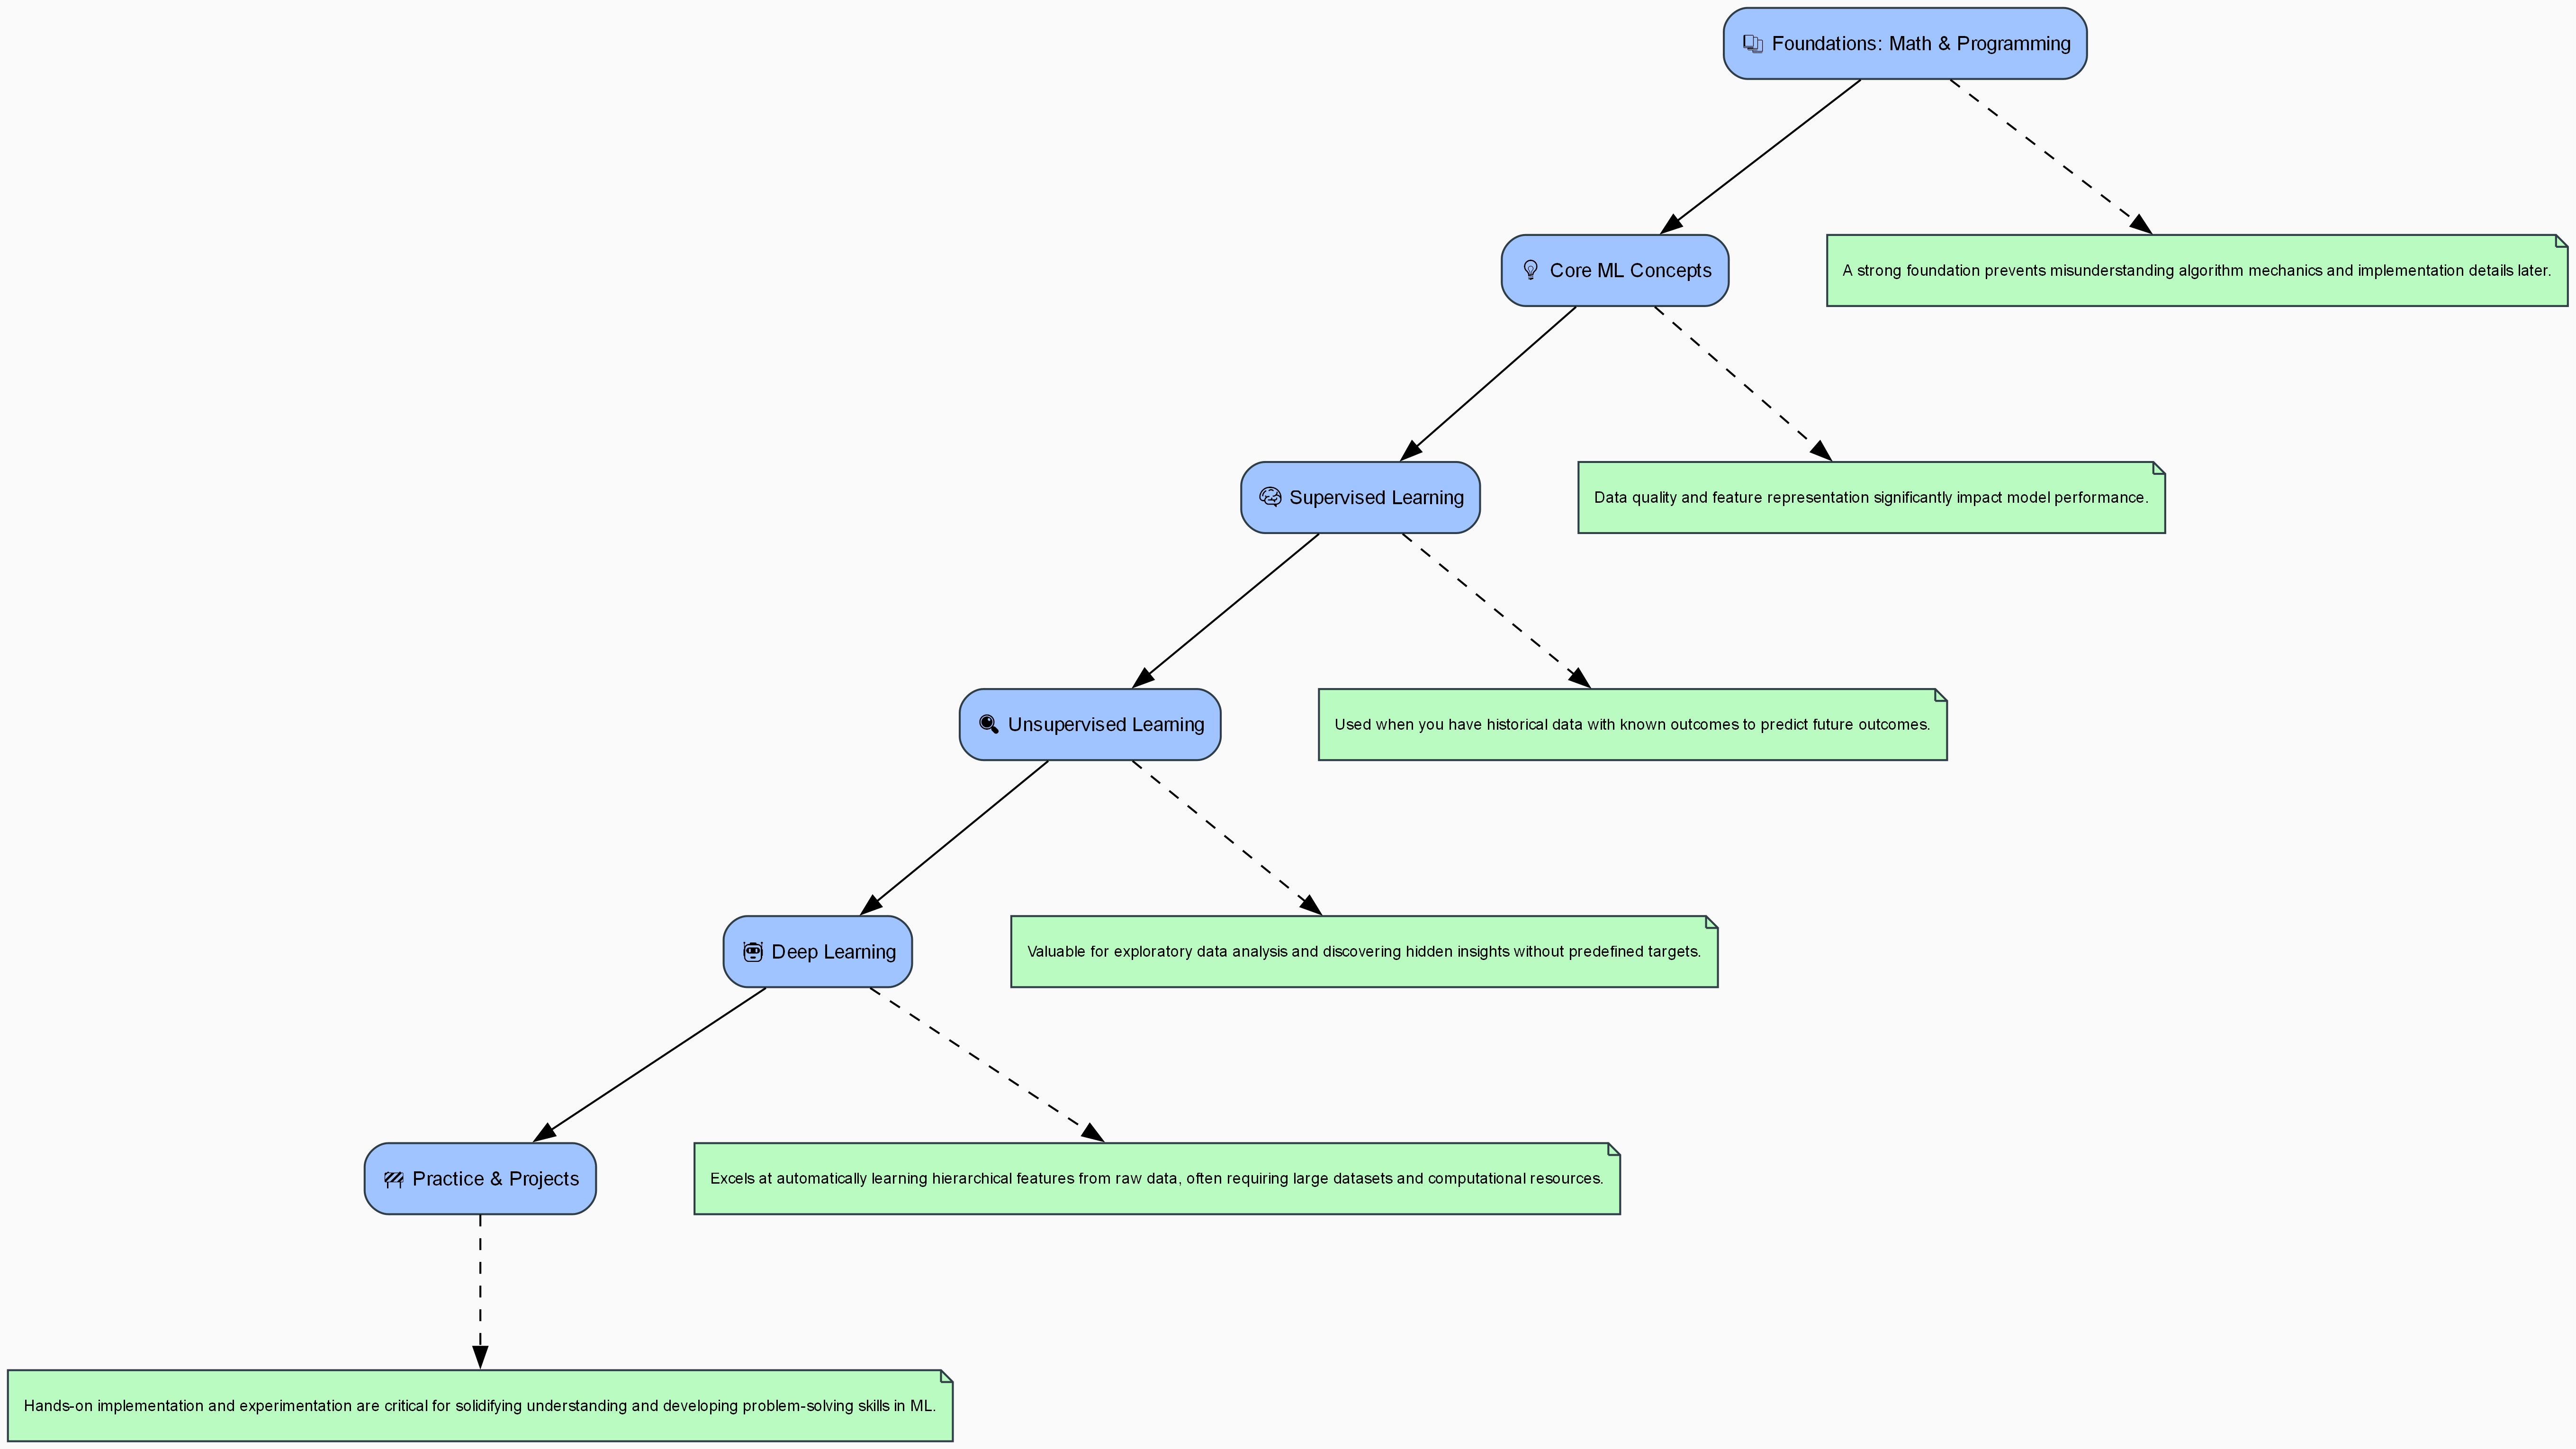 Foundations: Math & Programming
Core ML Concepts
A strong foundation prevents misunderstanding algorithm mechanics and implementation details later.
Supervised Learning
Data quality and feature representation significantly impact model performance.
Unsupervised Learning
Used when you have historical data with known outcomes to predict future outcomes.
Deep Learning
Valuable for exploratory data analysis and discovering hidden insights without predefined targets.
Practice & Projects
Excels at automatically learning hierarchical features from raw data, often requiring large datasets and computational resources.
Hands-on implementation and experimentation are critical for solidifying understanding and developing problem-solving skills in ML.